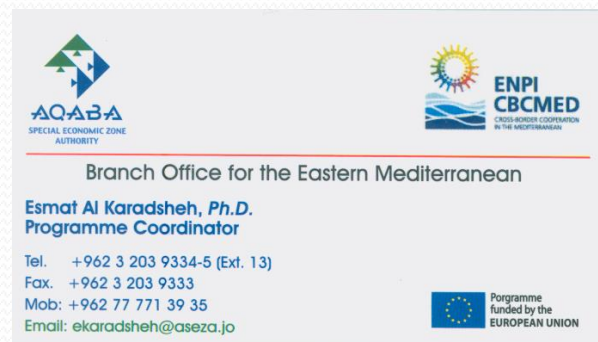 AQABA
SPECIAL ECONOMIC ZONE
AUTHORITY
ENPI
CBCMED
CROSS-BORDER COOPERATION
IN THE MEDITERRANEAN
Branch Office for the Eastern Mediterranean
Esmat Al Karadsheh, Ph.D.
Programme Coordinator
Tel. +962 3 203 9334-5 (Ext. 13)
Fax. +962 3 203 9333
Mob: +962 77 771 39 35
Email: ekaradsheh@aseza.jo
Porgramme
funded by the
EUROPEAN UNION